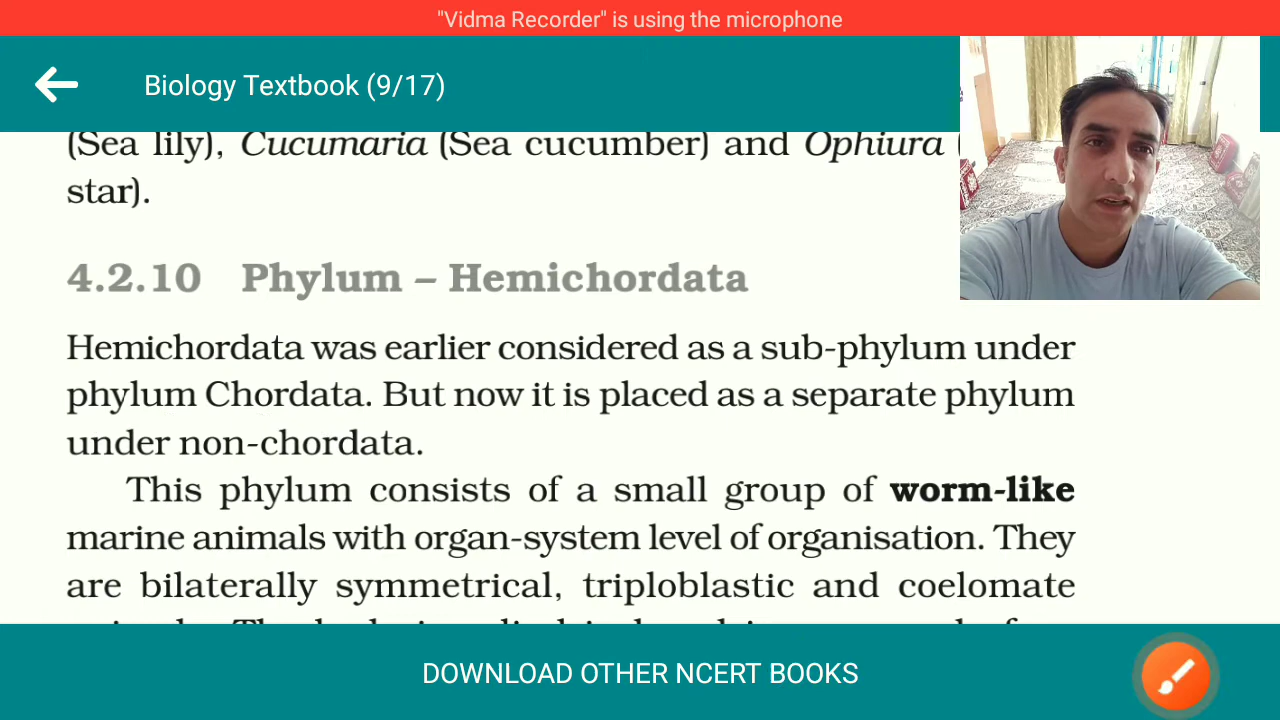 "Vidma Recorder" is using the microphone
Biology Textbook (9/17)
(Sea lily), Cucumaria (Sea cucumber) and Ophiura (
star).
4.2.10 Phylum – Hemichordata
Hemichordata was earlier considered as a sub-phylum under
phylum Chordata. But now it is placed as a separate phylum
under non-chordata.
This phylum consists of a small group of worm-like
marine animals with organ-system level of organisation. They
are bilaterally symmetrical, triploblastic and coelomate
DOWNLOAD OTHER NCERT BOOKS